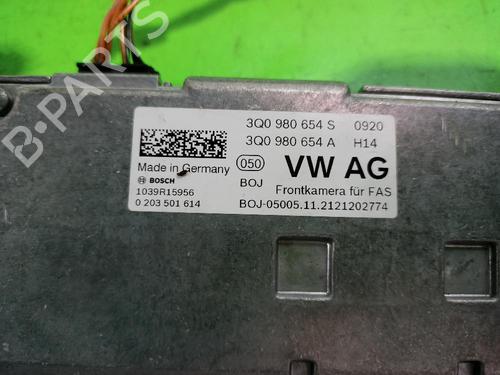 3Q0 980 654 S 0920
3Q0 980 654 A H14
Made in Germany 050 VW AG
BOSCH BOJ
1039R15956 Frontkamera für FAS
0 203 501 614 BOJ-05005.11.2121202774
B-PARTS